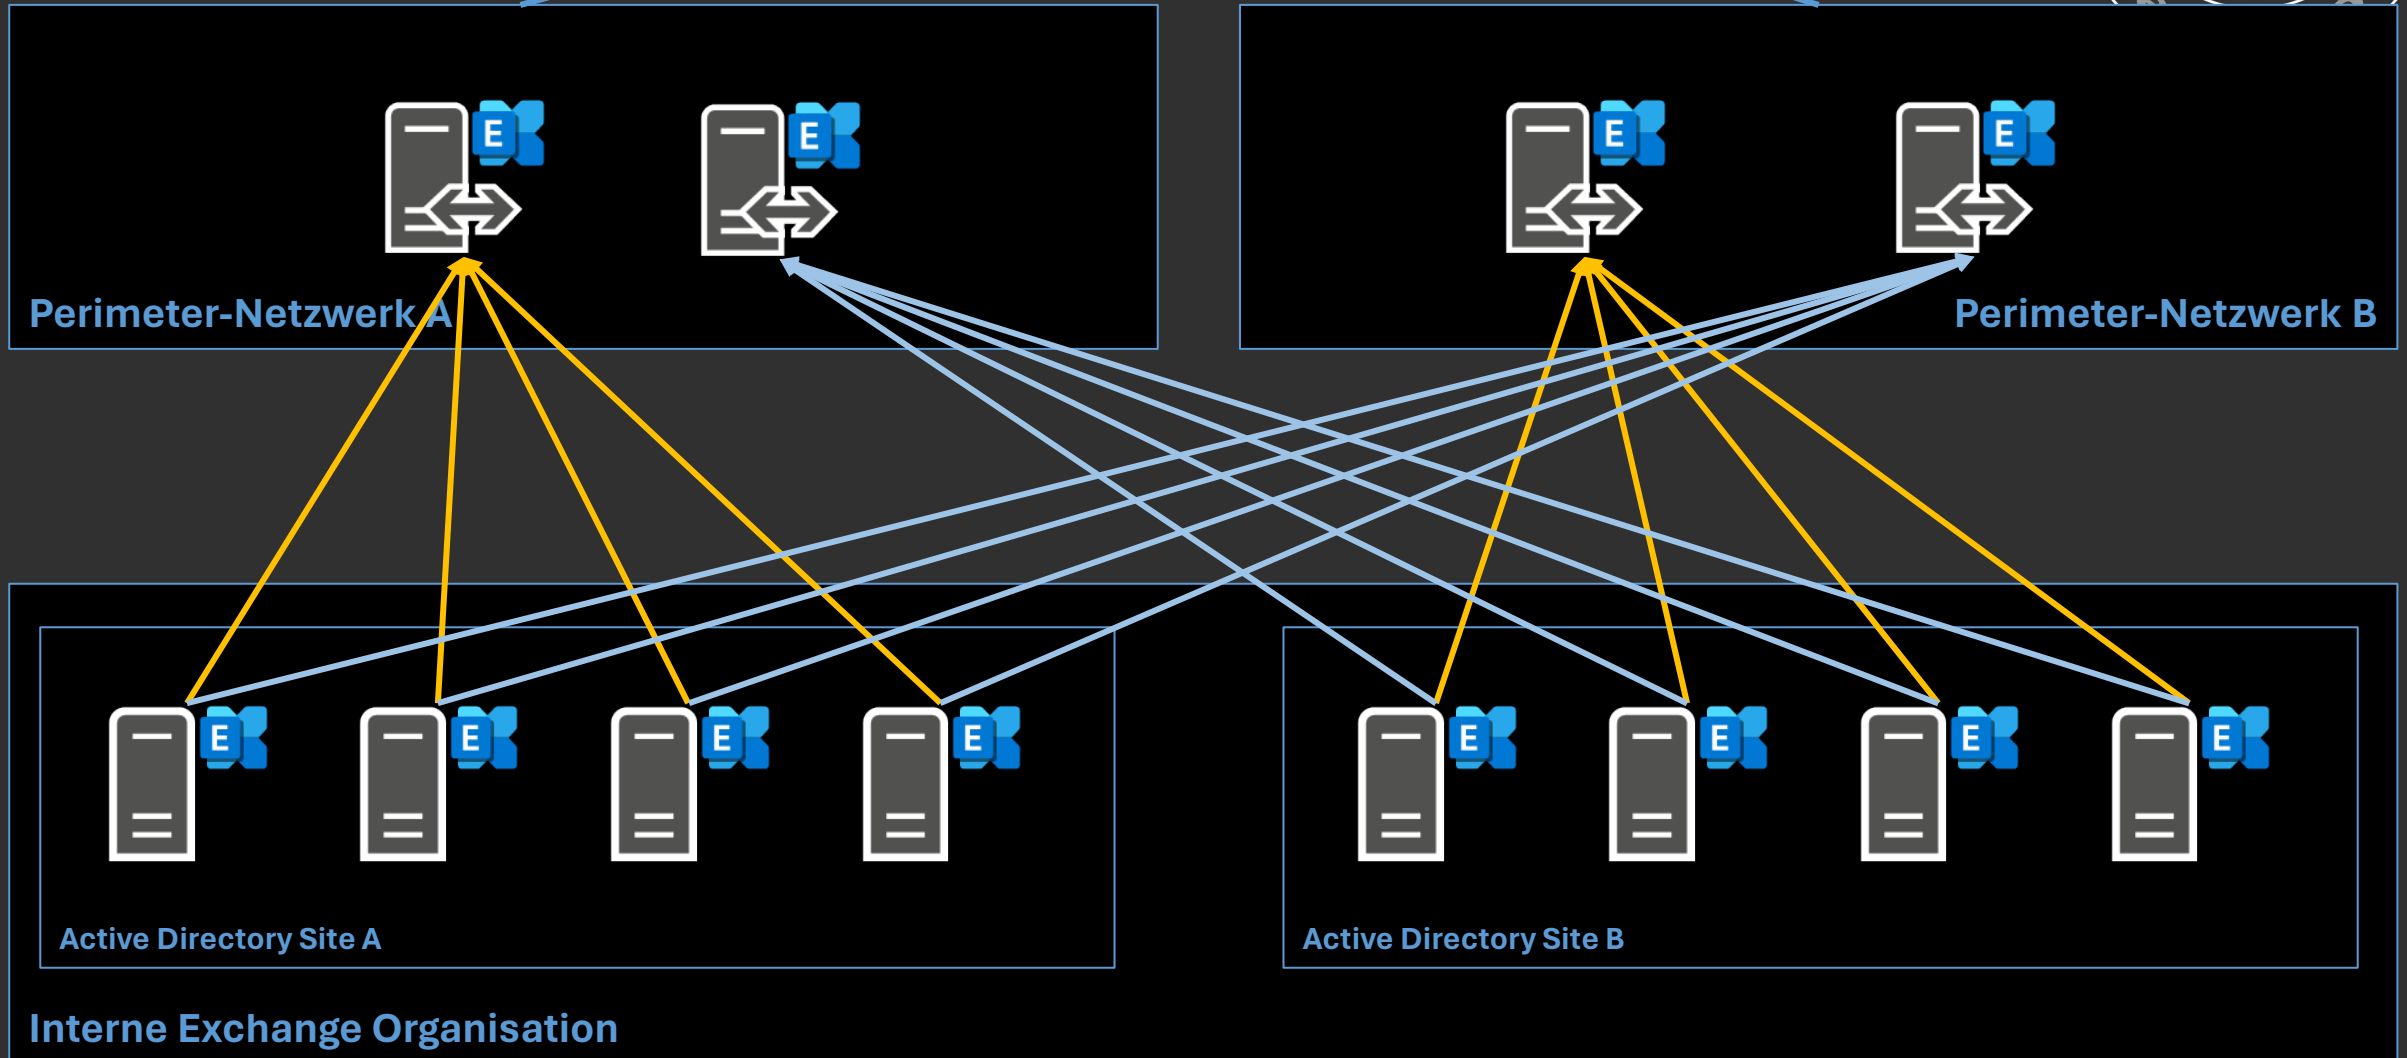 E
E
E
E
Perimeter-Netzwerk A
Perimeter-Netzwerk B
E
E
E
E
E
E
E
E
Active Directory Site A
Active Directory Site B
Interne Exchange Organisation